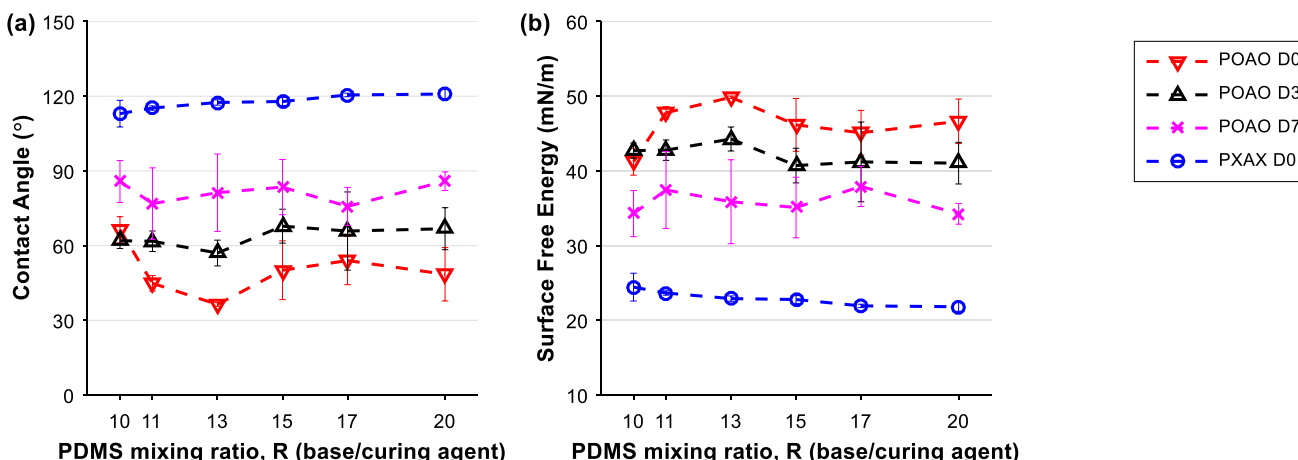 (a)
Contact Angle (°)
150
120
90
60
30
0
10 11 13 15 17 20
PDMS mixing ratio, R (base/curing agent)
(b)
Surface Free Energy (mN/m)
60
50
40
30
20
10
10 11 13 15 17 20
PDMS mixing ratio, R (base/curing agent)
POAO D0
POAO D3
POAO D7
PXAX D0